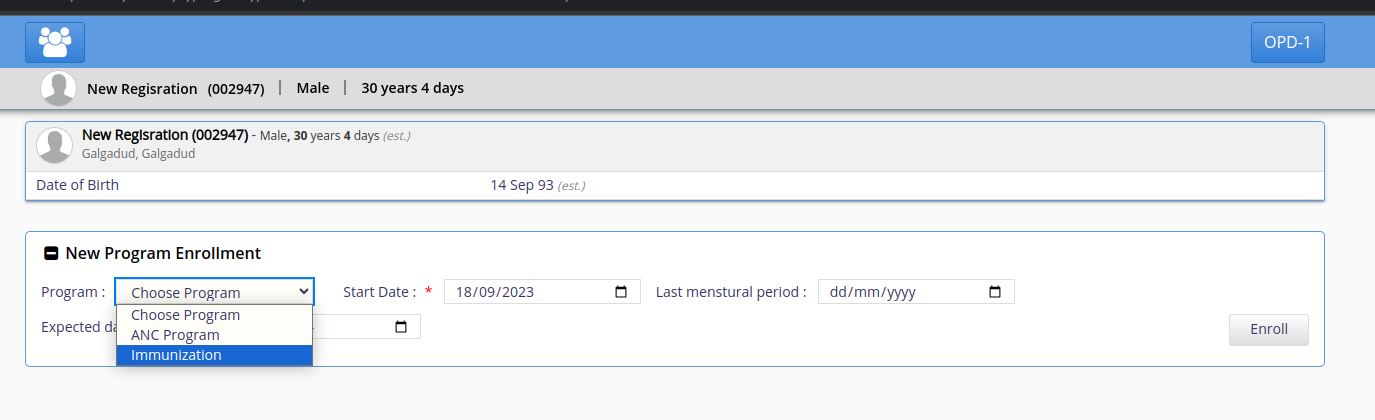 OPD-1
New Regisration (002947) | Male | 30 years 4 days
New Regisration (002947) - Male, 30 years 4 days (est.)
Galgadud, Galgadud
Date of Birth 14 Sep 93 (est.)
New Program Enrollment
Program : Choose Program Start Date : * 18/09/2023 Last menstural period : dd/mm/yyyy
Choose Program
ANC Program
Expected Enroll
Immunization